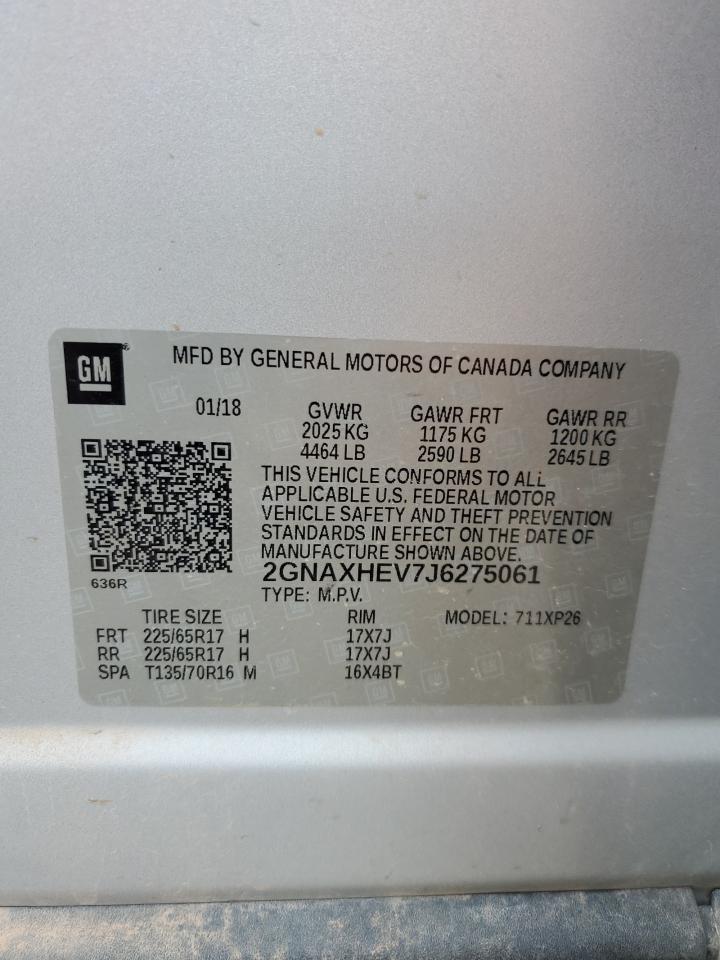 GM
MFD BY GENERAL MOTORS OF CANADA COMPANY
01/18 GVWR GAWR FRT GAWR RR
2025 KG 1175 KG 1200 KG
4464 LB 2590 LB 2645 LB
THIS VEHICLE CONFORMS TO ALL
APPLICABLE U.S. FEDERAL MOTOR
VEHICLE SAFETY AND THEFT PREVENTION
STANDARDS IN EFFECT ON THE DATE OF
MANUFACTURE SHOWN ABOVE.
2GNAXHEV7J6275061
636R
TYPE: M.P.V.
TIRE SIZE RIM MODEL: 711XP26
FRT 225/65R17 H 17X7J
RR 225/65R17 H 17X7J
SPA T135/70R16 M 16X4BT